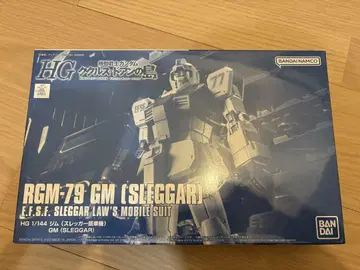 機動戦士ガンダム
HG ククルス・ドアンの島
BANDAI NAMCO
77
RGM-79 GM (SLEGGAR)
E.F.S.F. SLEGGAR LAW'S MOBILE SUIT
HG 1/144 ジム (スレッガー搭乗機)
GM (SLEGGAR)
BAN
DAI